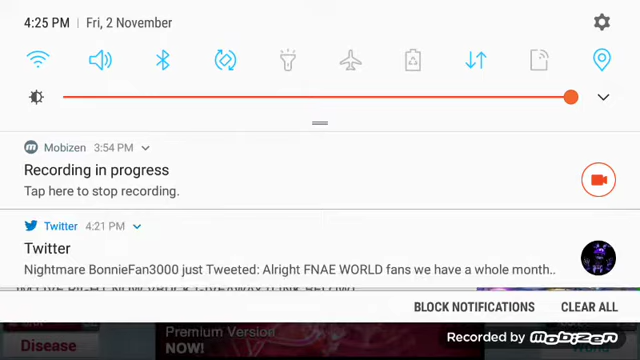 4:25 PM | Fri, 2 November
Mobizen 3:54 PM
Recording in progress
Tap here to stop recording.
Twitter 4:21 PM
Twitter
Nightmare BonnieFan3000 just Tweeted: Alright FNAE WORLD fans we have a whole month..
BLOCK NOTIFICATIONS CLEAR ALL
Premium Version
Recorded by mobizen
Disease NOW!